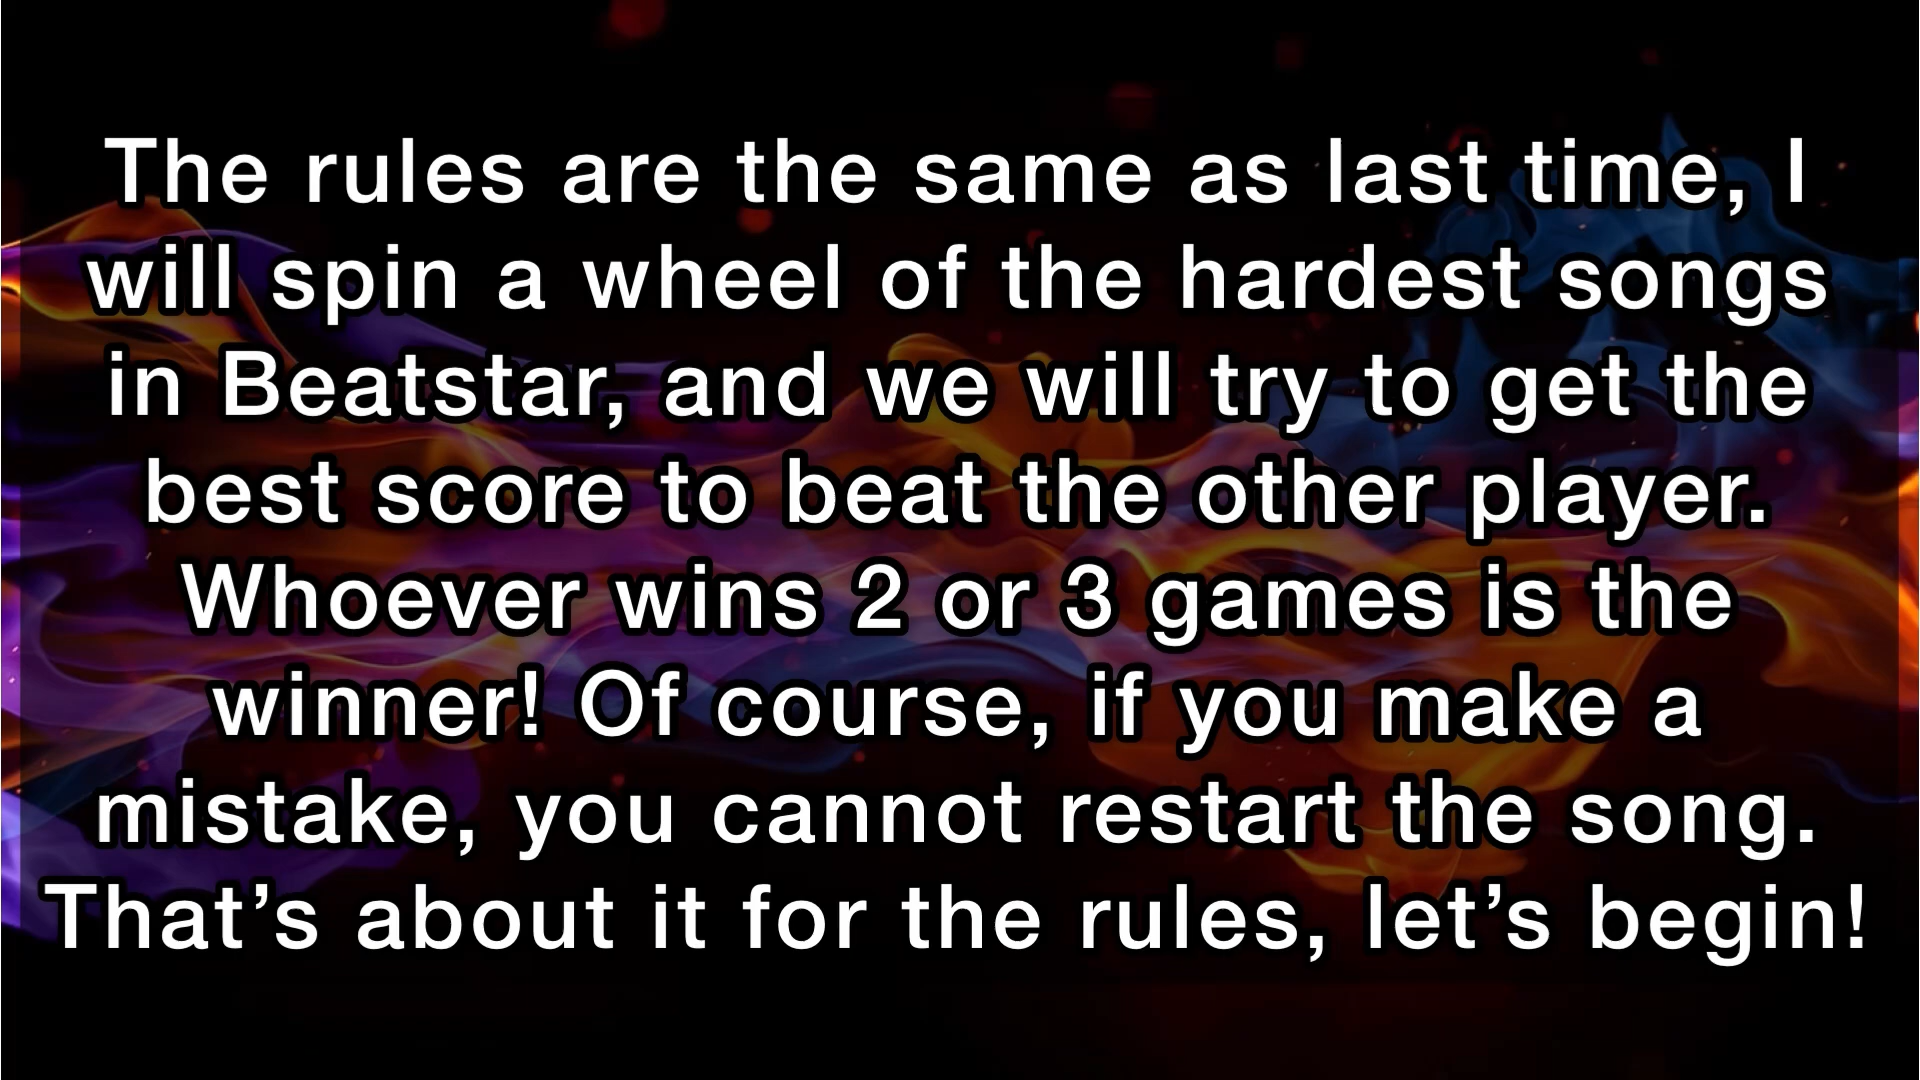 The rules are the same as last time, I
will spin a wheel of the hardest songs
in Beatstar, and we will try to get the
best score to beat the other player.
Whoever wins 2 or 3 games is the
winner! Of course, if you make a
mistake, you cannot restart the song.
That’s about it for the rules, let’s begin!